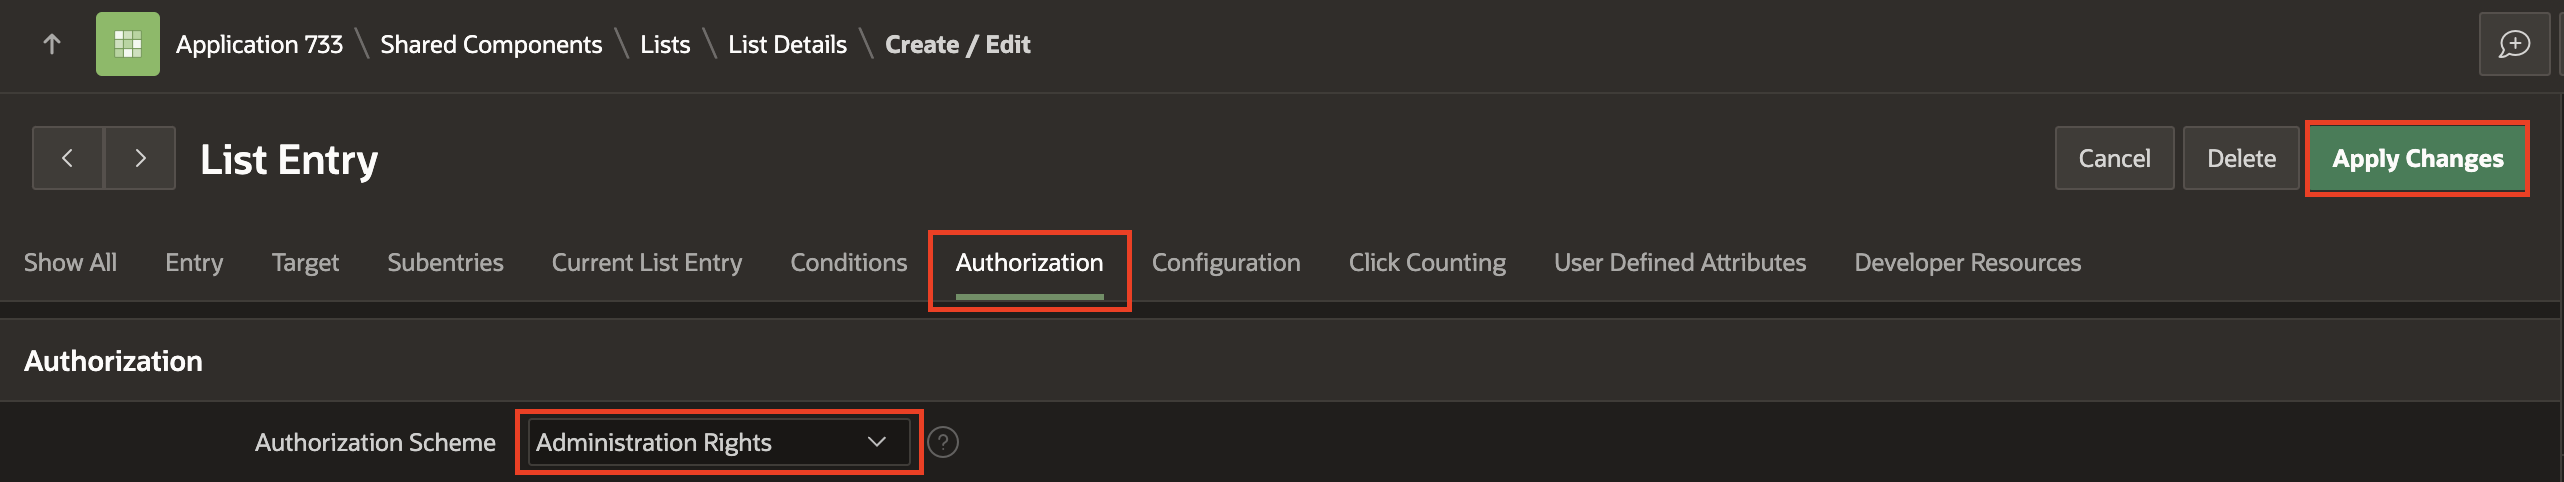 Application 733 \ Shared Components \ Lists \ List Details \ Create / Edit
List Entry
Cancel Delete Apply Changes
Show All Entry Target Subentries Current List Entry Conditions Authorization Configuration Click Counting User Defined Attributes Developer Resources
Authorization
Authorization Scheme Administration Rights ?